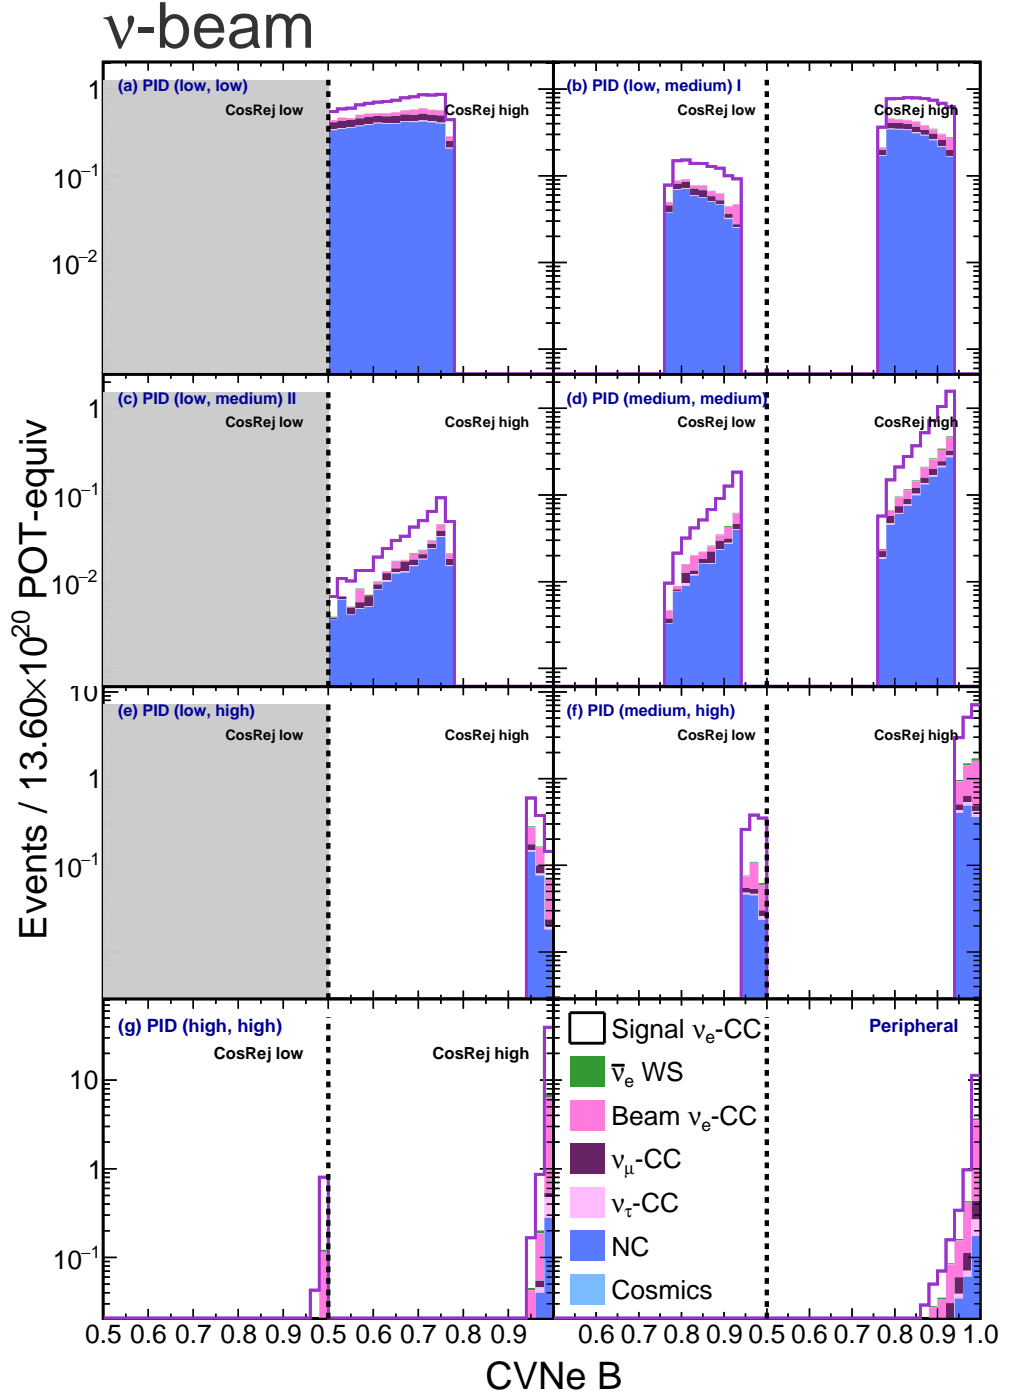 ν-beam
(a) PID (low, low)
CosRej low
CosRej high
(b) PID (low, medium) I
CosRej low
CosRej high
1
10⁻¹
10⁻²
(c) PID (low, medium) II
CosRej low
CosRej high
(d) PID (medium, medium)
CosRej low
CosRej high
1
10⁻¹
10⁻²
(e) PID (low, high)
CosRej low
CosRej high
(f) PID (medium, high)
CosRej low
CosRej high
10
1
10⁻¹
(g) PID (high, high)
CosRej low
CosRej high
Peripheral
10
1
10⁻¹
Signal νₑ-CC
ν̅ₑ WS
Beam νₑ-CC
ν_μ-CC
ν_τ-CC
NC
Cosmics
0.5 0.6 0.7 0.8 0.9 0.5 0.6 0.7 0.8 0.9 0.6 0.7 0.8 0.9 0.5 0.6 0.7 0.8 0.9 1.0
CVNe B
Events / 13.60×10²⁰ POT-equiv